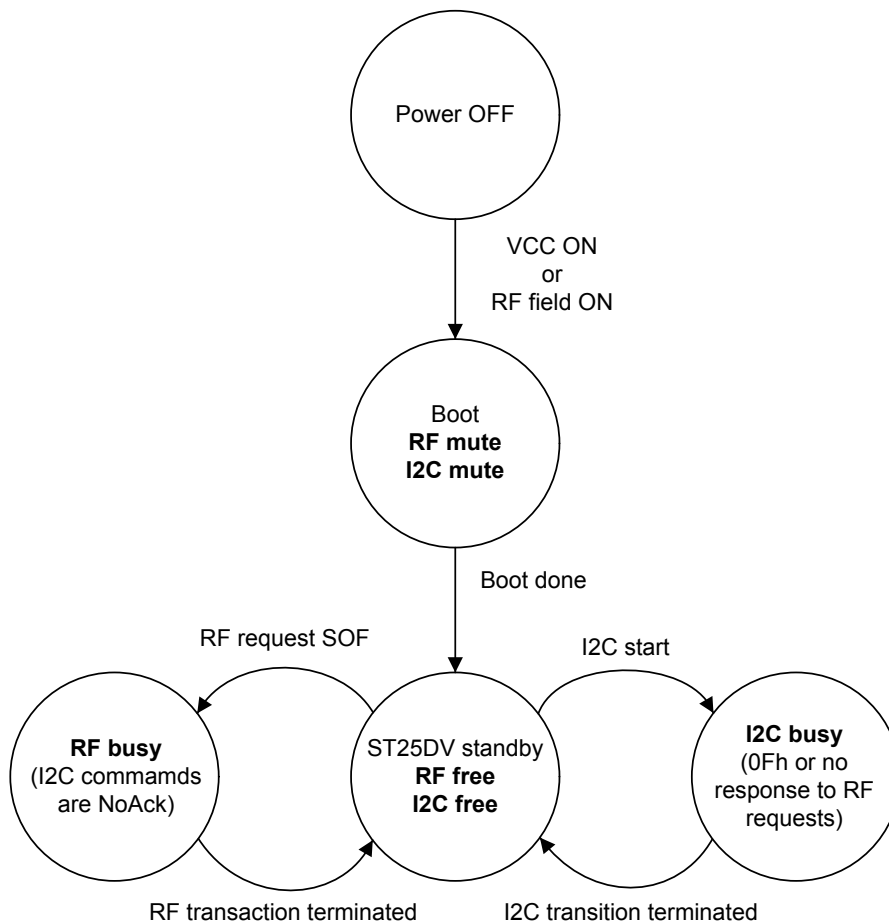 Power OFF
VCC ON
or
RF field ON
Boot
RF mute
I2C mute
Boot done
RF request SOF
I2C start
RF busy
(I2C commamds
are NoAck)
ST25DV standby
RF free
I2C free
I2C busy
(0Fh or no
response to RF
requests)
RF transaction terminated
I2C transition terminated